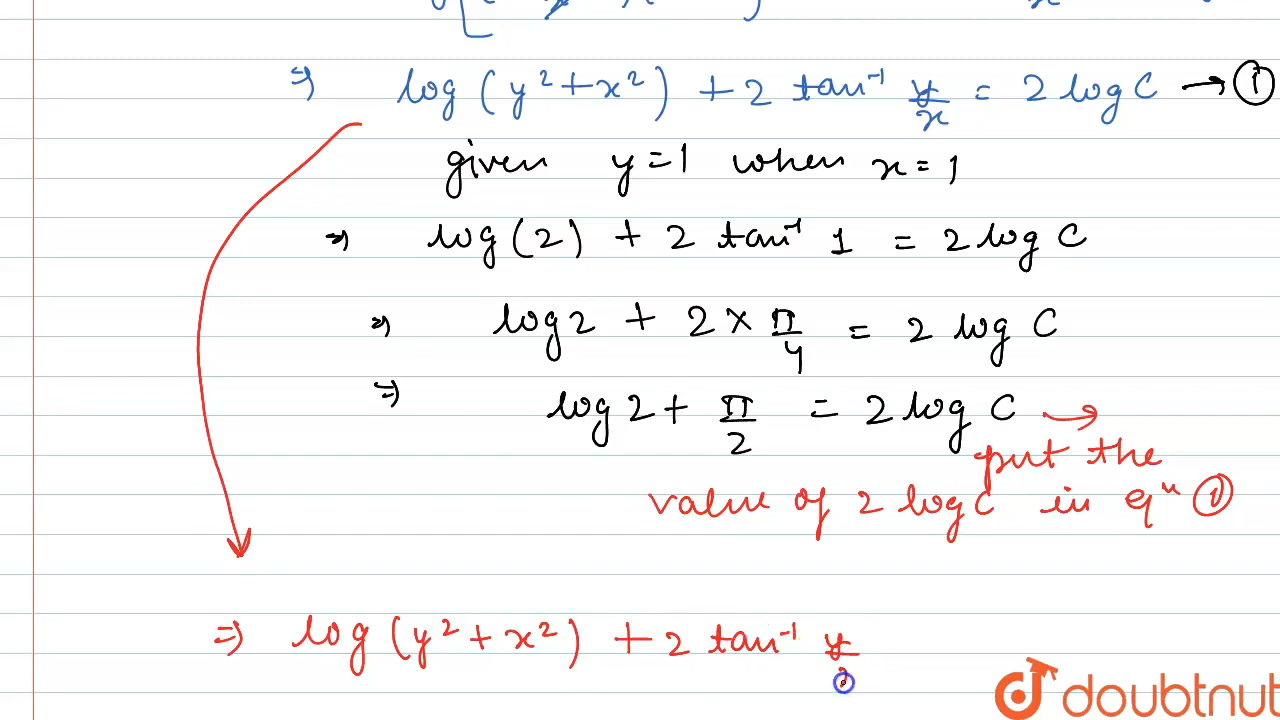 ⇒ log (y² + x²) + 2 tan⁻¹ y/x = 2 log C → ①
given y = 1 when x = 1
⇒ log (2) + 2 tan⁻¹ 1 = 2 log C
⇒ log 2 + 2 × π/4 = 2 log C
⇒ log 2 + π/2 = 2 log C →
put the
value of 2 log C in eqⁿ ①
⇒ log (y² + x²) + 2 tan⁻¹ y/
doubtnut